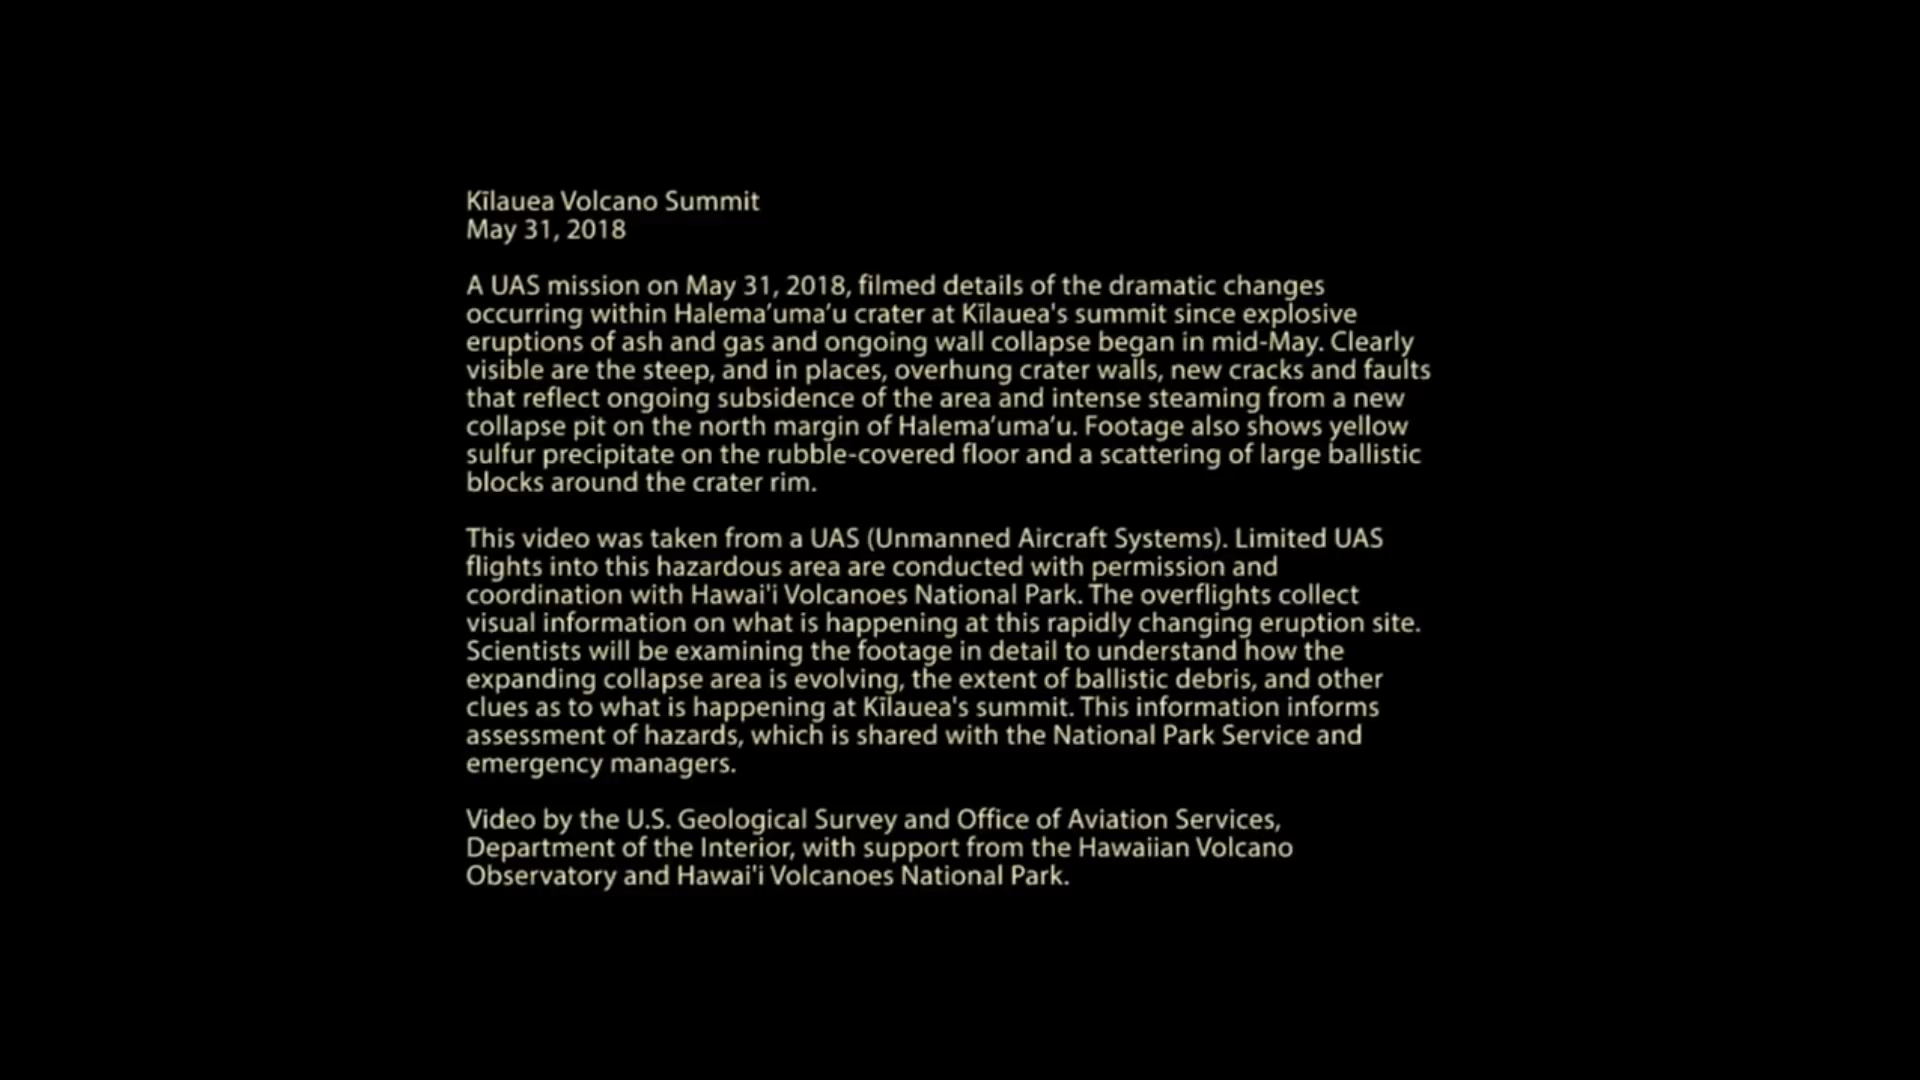 Kīlauea Volcano Summit
May 31, 2018
A UAS mission on May 31, 2018, filmed details of the dramatic changes
occurring within Halemaʻumaʻu crater at Kīlauea's summit since explosive
eruptions of ash and gas and ongoing wall collapse began in mid-May. Clearly
visible are the steep, and in places, overhung crater walls, new cracks and faults
that reflect ongoing subsidence of the area and intense steaming from a new
collapse pit on the north margin of Halemaʻumaʻu. Footage also shows yellow
sulfur precipitate on the rubble-covered floor and a scattering of large ballistic
blocks around the crater rim.
This video was taken from a UAS (Unmanned Aircraft Systems). Limited UAS
flights into this hazardous area are conducted with permission and
coordination with Hawai'i Volcanoes National Park. The overflights collect
visual information on what is happening at this rapidly changing eruption site.
Scientists will be examining the footage in detail to understand how the
expanding collapse area is evolving, the extent of ballistic debris, and other
clues as to what is happening at Kīlauea's summit. This information informs
assessment of hazards, which is shared with the National Park Service and
emergency managers.
Video by the U.S. Geological Survey and Office of Aviation Services,
Department of the Interior, with support from the Hawaiian Volcano
Observatory and Hawai'i Volcanoes National Park.